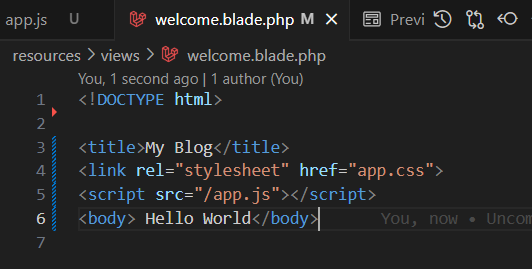 app.js U welcome.blade.php M Previ
resources > views > welcome.blade.php
You, 1 second ago | 1 author (You)
1 <!DOCTYPE html>
2
3 <title>My Blog</title>
4 <link rel="stylesheet" href="app.css">
5 <script src="/app.js"></script>
6 <body> Hello World</body> You, now • Uncom
7